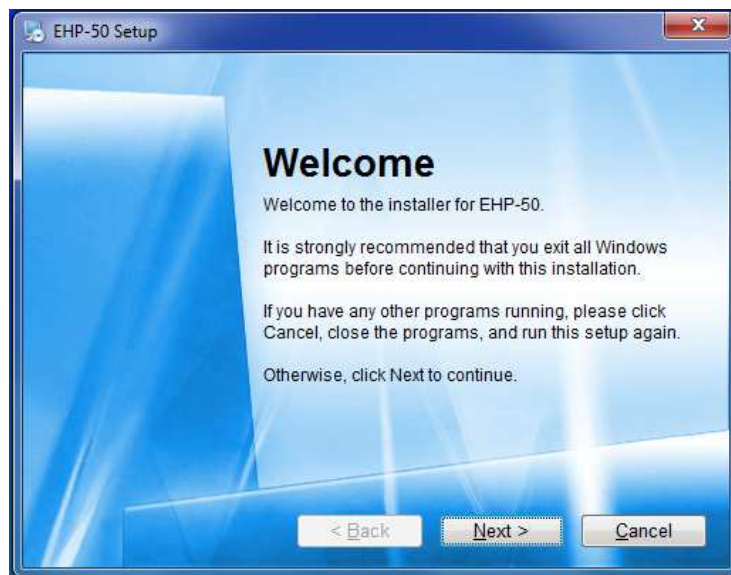 EHP-50 Setup
Welcome
Welcome to the installer for EHP-50.
It is strongly recommended that you exit all Windows
programs before continuing with this installation.
If you have any other programs running, please click
Cancel, close the programs, and run this setup again.
Otherwise, click Next to continue.
< Back
Next >
Cancel